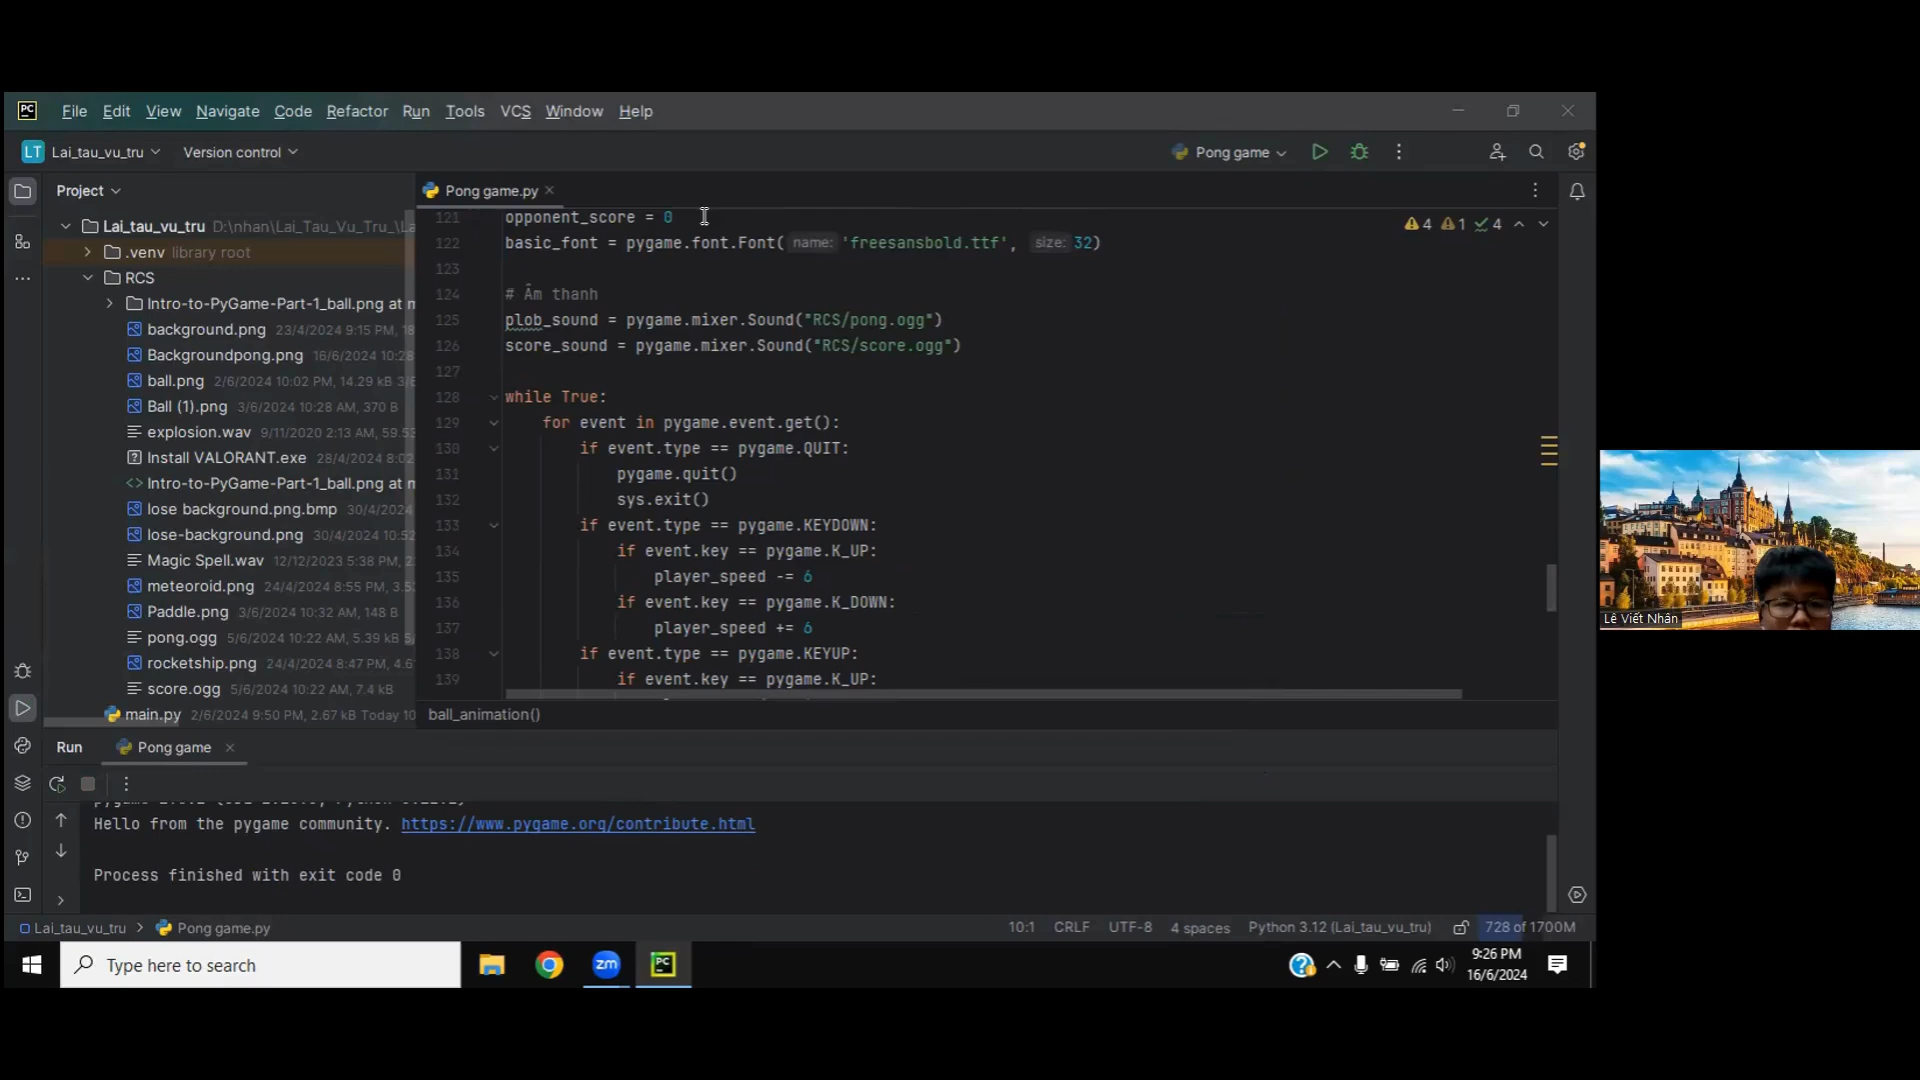 PC File Edit View Navigate Code Refactor Run Tools VCS Window Help
LT Lai_tau_vu_tru Version control Pong game
Project
Pong game.py
Lai_tau_vu_tru D:\nhan\Lai_Tau_Vu_Tru_\La
.venv library root
RCS
Intro-to-PyGame-Part-1_ball.png at m
background.png 23/4/2024 9:15 PM, 18
Backgroundpong.png 16/6/2024 10:28
ball.png 2/6/2024 10:02 PM, 14.29 kB 3/6
Ball (1).png 3/6/2024 10:28 AM, 370 B
explosion.wav 9/11/2020 2:13 AM, 59.53
Install VALORANT.exe 28/4/2024 8:02
Intro-to-PyGame-Part-1_ball.png at m
lose background.png.bmp 30/4/2024
lose-background.png 30/4/2024 10:52
Magic Spell.wav 12/12/2023 5:38 PM, 2
meteoroid.png 24/4/2024 8:55 PM, 3.5
Paddle.png 3/6/2024 10:32 AM, 148 B
pong.ogg 5/6/2024 10:22 AM, 5.39 kB 5/
rocketship.png 24/4/2024 8:47 PM, 4.6
score.ogg 5/6/2024 10:22 AM, 7.4 kB
main.py 2/6/2024 9:50 PM, 2.67 kB Today 10
4 1 4
121 opponent_score = 0
122 basic_font = pygame.font.Font( name: 'freesansbold.ttf', size: 32)
123
124 # Âm thanh
125 plob_sound = pygame.mixer.Sound("RCS/pong.ogg")
126 score_sound = pygame.mixer.Sound("RCS/score.ogg")
127
128 while True:
129 for event in pygame.event.get():
130 if event.type == pygame.QUIT:
131 pygame.quit()
132 sys.exit()
133 if event.type == pygame.KEYDOWN:
134 if event.key == pygame.K_UP:
135 player_speed -= 6
136 if event.key == pygame.K_DOWN:
137 player_speed += 6
138 if event.type == pygame.KEYUP:
139 if event.key == pygame.K_UP:
ball_animation()
Run Pong game
Hello from the pygame community. https://www.pygame.org/contribute.html
Process finished with exit code 0
Lai_tau_vu_tru Pong game.py 10:1 CRLF UTF-8 4 spaces Python 3.12 (Lai_tau_vu_tru) 728 of 1700M
Type here to search
zm
PC
9:26 PM
16/6/2024
Lê Viết Nhân